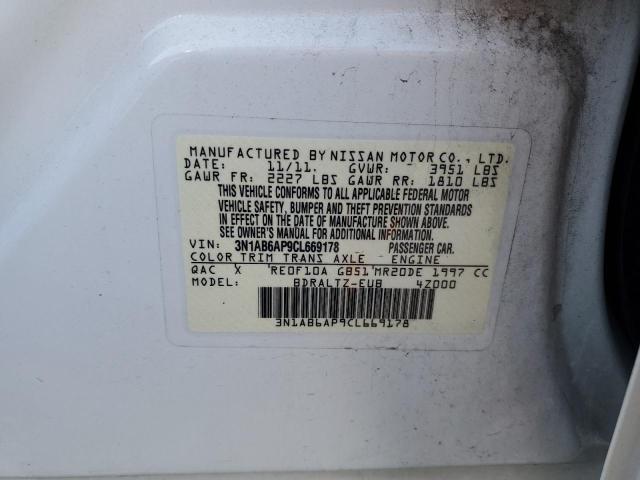 MANUFACTURED BY NISSAN MOTOR CO., LTD.
DATE: 11/11. GVWR: 3951 LBS
GAWR FR: 2227 LBS GAWR RR: 1810 LBS
THIS VEHICLE CONFORMS TO ALL APPLICABLE FEDERAL MOTOR
VEHICLE SAFETY, BUMPER AND THEFT PREVENTION STANDARDS
IN EFFECT ON THE DATE OF MANUFACTURE SHOWN ABOVE.
SEE OWNER'S MANUAL FOR ADDITIONAL INFORMATION.
VIN: 3N1AB6AP9CL669178 PASSENGER CAR.
COLOR TRIM TRANS AXLE ENGINE
QAC X RE0F10A GB51 MR20DE 1997 CC
MODEL: BDRALTZ-EUB 4Z000
3N1AB6AP9CL669178